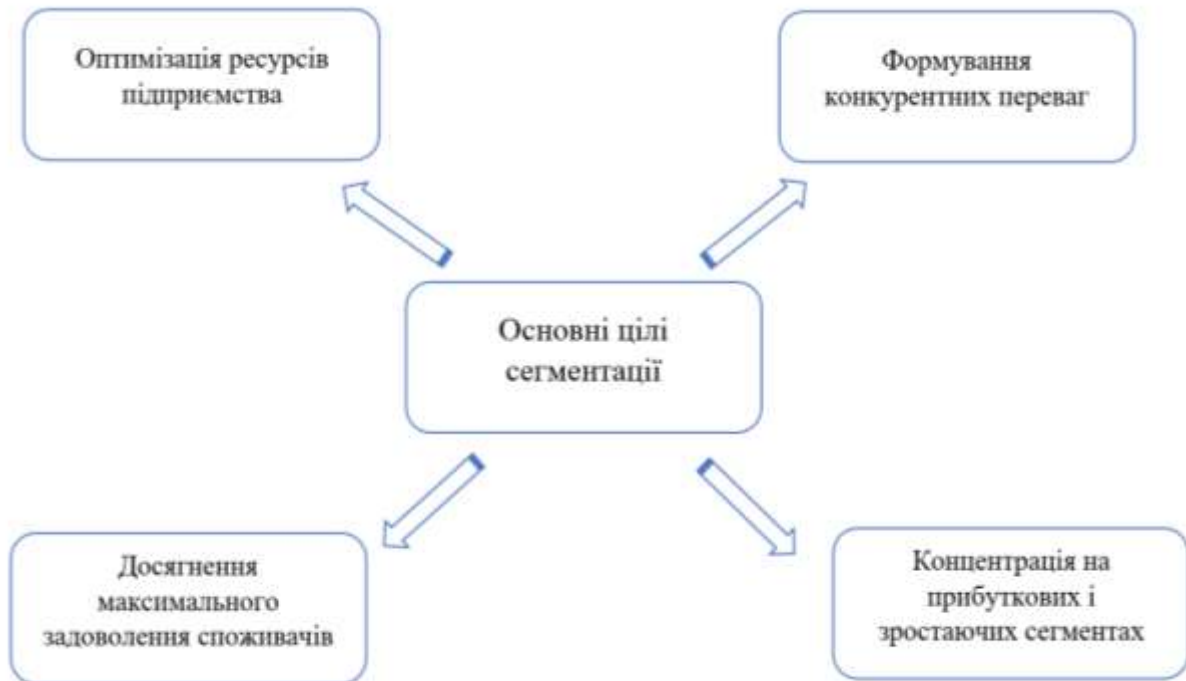 Оптимізація ресурсів
підприємства
Формування
конкурентних переваг
Основні цілі
сегментації
Досягнення
максимального
задоволення споживачів
Концентрація на
прибуткових і
зростаючих сегментах